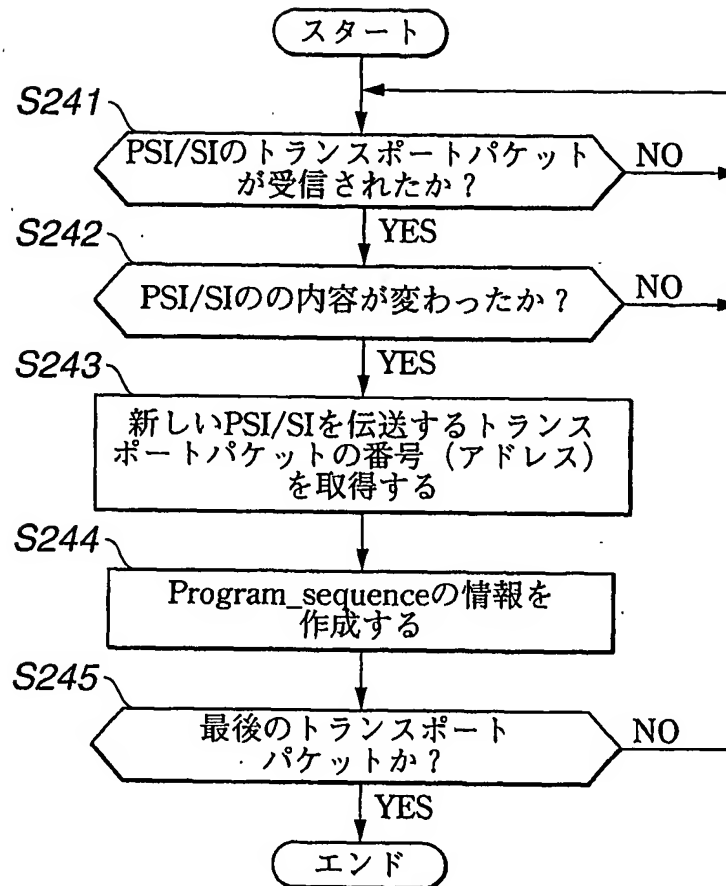 スタート
S241
PSI/SIのトランスポートパケット
が受信されたか？
NO
YES
S242
PSI/SIのの内容が変わったか？
NO
YES
S243
新しいPSI/SIを伝送するトランス
ポートパケットの番号（アドレス）
を取得する
S244
Program_sequenceの情報を
作成する
S245
最後のトランスポート
パケットか？
NO
YES
エンド